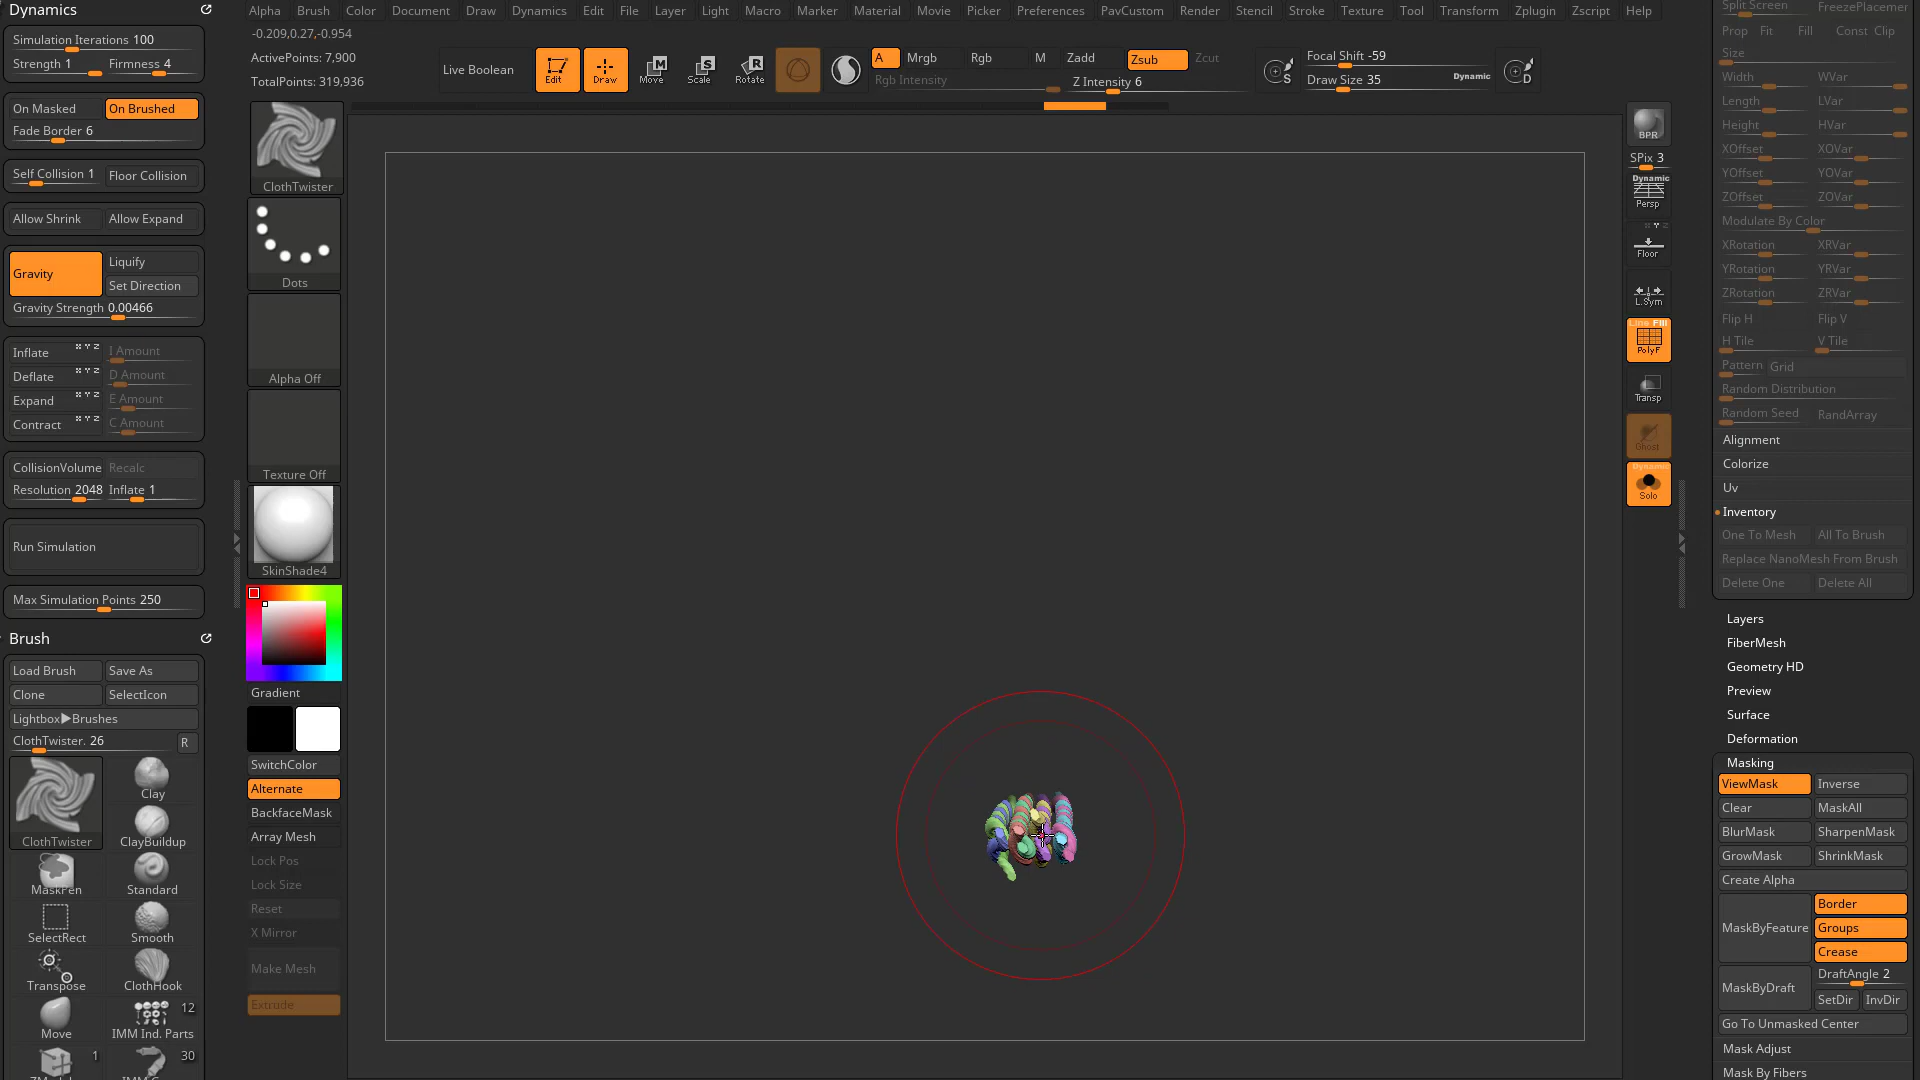 Dynamics
Simulation Iterations 100
Strength 1 Firmness 4
On Masked On Brushed
Fade Border 6
Self Collision 1 Floor Collision
Allow Shrink Allow Expand
Gravity Liquify
Set Direction
Gravity Strength 0.00466
Inflate X Y Z I Amount
Deflate X Y Z D Amount
Expand X Y Z E Amount
Contract X Y Z C Amount
CollisionVolume Recalc
Resolution 2048 Inflate 1
Run Simulation
Max Simulation Points 250
Brush
Load Brush Save As
Clone SelectIcon
Lightbox▶Brushes
ClothTwister. 26 R
ClothTwister Clay
ClayBuildup
MaskPen Standard
SelectRect Smooth
Transpose ClothHook
12
Move IMM Ind. Parts
1 30
Alpha Brush Color Document Draw Dynamics Edit File Layer Light Macro Marker Material Movie Picker Preferences PavCustom Render Stencil Stroke Texture Tool Transform Zplugin Zscript Help
-0.209,0.27,-0.954
ActivePoints: 7,900
TotalPoints: 319,936
Live Boolean
Edit Draw Move Scale Rotate
M S R
A Mrgb Rgb M Zadd Zsub Zcut
Rgb Intensity Z Intensity 6
S Focal Shift -59
Draw Size 35 Dynamic D
ClothTwister
Dots
Alpha Off
Texture Off
SkinShade4
Gradient
SwitchColor
Alternate
BackfaceMask
Array Mesh
Lock Pos
Lock Size
Reset
X Mirror
Make Mesh
Extrude
BPR
SPix 3
Dynamic
Persp
Floor
L.Sym
Line Fill
PolyF
Transp
Ghost
Dynamic
Solo
Split Screen FreezePlacemen
Prop Fit Fill Const Clip
Size
Width WVar
Length LVar
Height HVar
XOffset XOVar
YOffset YOVar
ZOffset ZOVar
Modulate By Color
XRotation XRVar
YRotation YRVar
ZRotation ZRVar
Flip H Flip V
H Tile V Tile
Pattern Grid
Random Distribution
Random Seed RandArray
Alignment
Colorize
Uv
Inventory
One To Mesh All To Brush
Replace NanoMesh From Brush
Delete One Delete All
Layers
FiberMesh
Geometry HD
Preview
Surface
Deformation
Masking
ViewMask Inverse
Clear MaskAll
BlurMask SharpenMask
GrowMask ShrinkMask
Create Alpha
MaskByFeature Border
Groups
Crease
MaskByDraft DraftAngle 2
SetDir InvDir
Go To Unmasked Center
Mask Adjust
Mask By Fibers